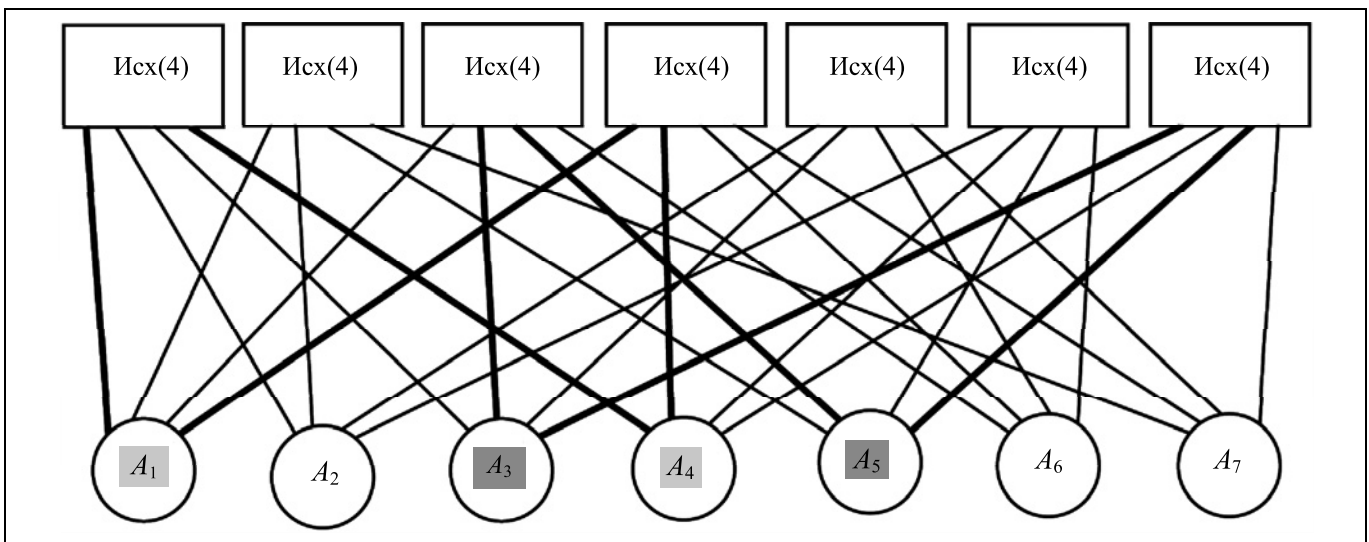 Исх(4) Исх(4) Исх(4) Исх(4) Исх(4) Исх(4) Исх(4)
A₁ A₂ A₃ A₄ A₅ A₆ A₇